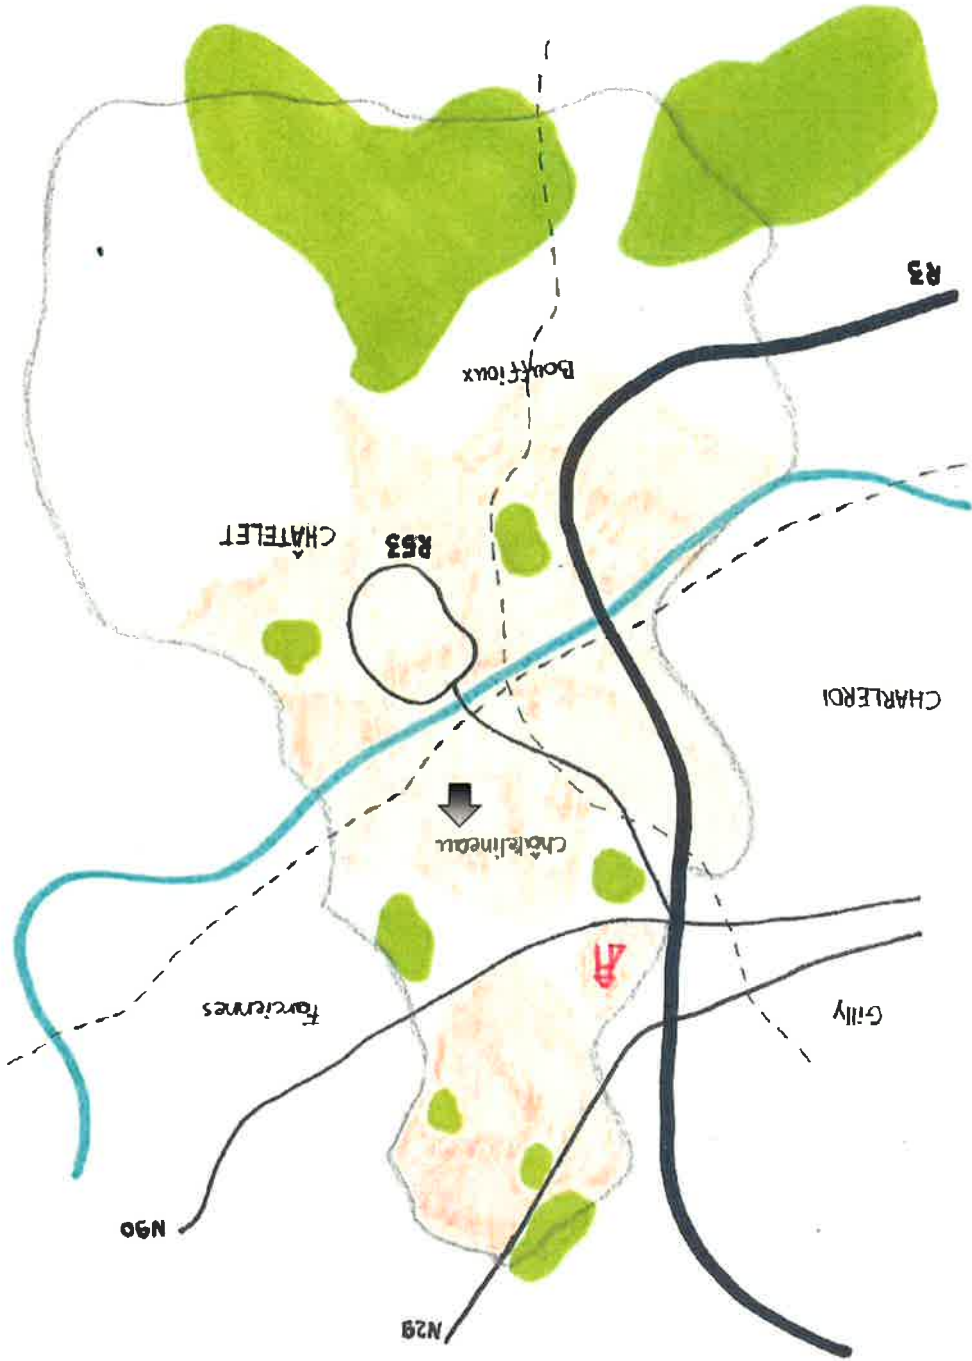 N29
N90
Gilly
Farciennes
Châtelineau
CHARLEROI
R53
CHÂTELET
Bouffioux
R3